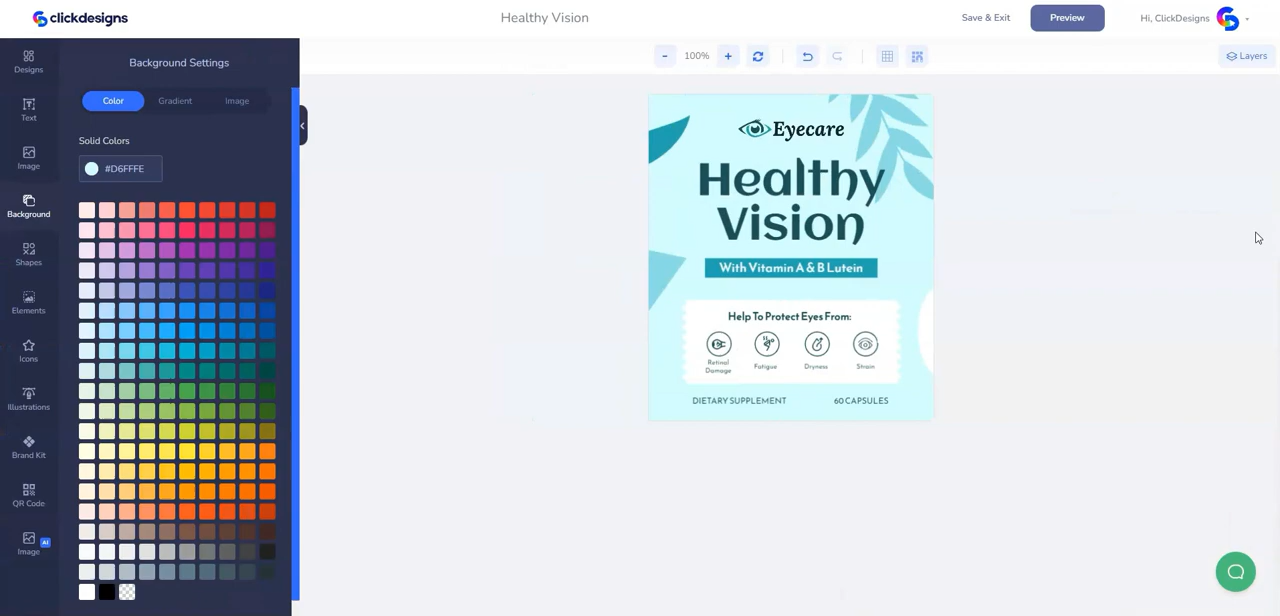 clickdesigns
Healthy Vision
Save & Exit
Preview
Hi, ClickDesigns
Designs
Text
Image
Background
Shapes
Elements
Icons
Illustrations
Brand Kit
QR Code
Image
AI
Background Settings
Color
Gradient
Image
Solid Colors
#D6FFFE
- 100% +
Layers
Eyecare
Healthy
Vision
With Vitamin A & B Lutein
Help To Protect Eyes From:
Retinal
Damage
Fatigue
Dryness
Strain
DIETARY SUPPLEMENT
60 CAPSULES